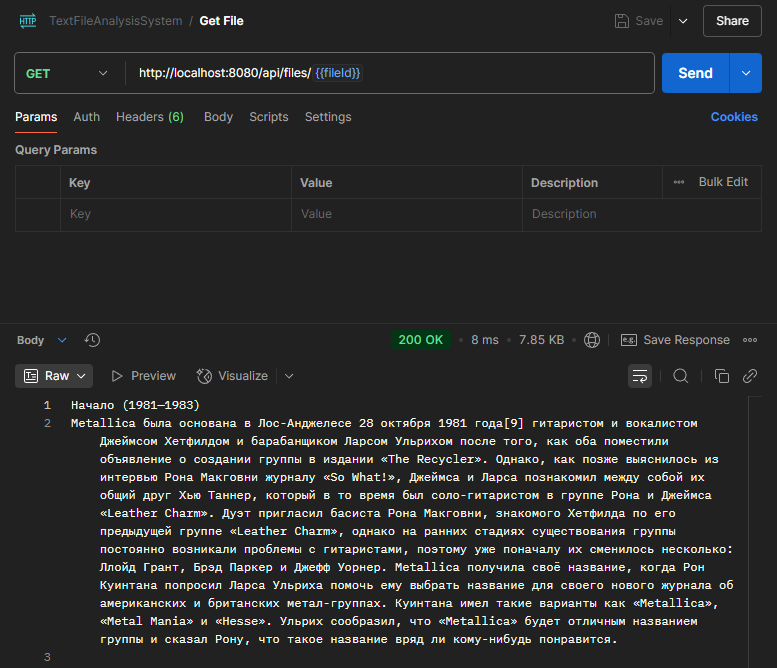 HTTP TextFileAnalysisSystem / Get File Save Share
GET http://localhost:8080/api/files/ {{fileId}} Send
Params Auth Headers (6) Body Scripts Settings Cookies
Query Params
Key Value Description ••• Bulk Edit
Key Value Description
Body 200 OK • 8 ms • 7.85 KB • e.g. Save Response •••
Raw Preview Visualize
1 Начало (1981—1983)
2 Metallica была основана в Лос-Анджелесе 28 октября 1981 года[9] гитаристом и вокалистом
Джеймсом Хетфилдом и барабанщиком Ларсом Ульрихом после того, как оба поместили
объявление о создании группы в издании «The Recycler». Однако, как позже выяснилось из
интервью Рона Макговни журналу «So What!», Джеймса и Ларса познакомил между собой их
общий друг Хью Таннер, который в то время был соло-гитаристом в группе Рона и Джеймса
«Leather Charm». Дуэт пригласил басиста Рона Макговни, знакомого Хетфилда по его
предыдущей группе «Leather Charm», однако на ранних стадиях существования группы
постоянно возникали проблемы с гитаристами, поэтому уже поначалу их сменилось несколько:
Ллойд Грант, Брэд Паркер и Джефф Уорнер. Metallica получила своё название, когда Рон
Куинтана попросил Ларса Ульриха помочь ему выбрать название для своего нового журнала об
американских и британских метал-группах. Куинтана имел такие варианты как «Metallica»,
«Metal Mania» и «Hesse». Ульрих сообразил, что «Metallica» будет отличным названием
группы и сказал Рону, что такое название вряд ли кому-нибудь понравится.
3